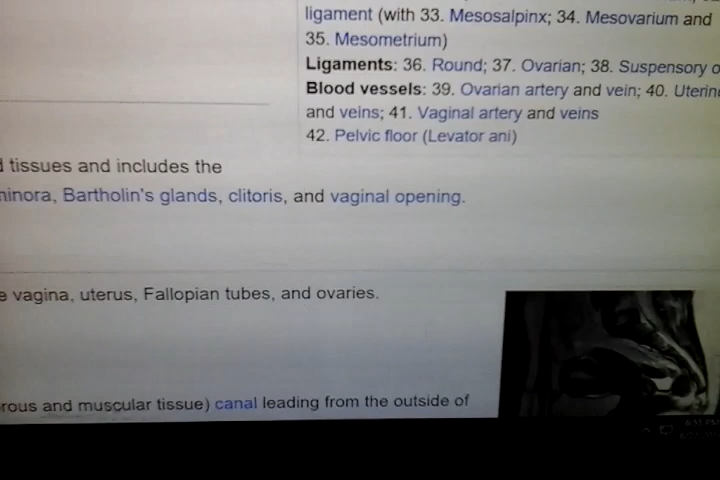 ligament (with 33. Mesosalpinx; 34. Mesovarium and
35. Mesometrium)
Ligaments: 36. Round; 37. Ovarian; 38. Suspensory o
Blood vessels: 39. Ovarian artery and vein; 40. Uterin
and veins; 41. Vaginal artery and veins
42. Pelvic floor (Levator ani)
d tissues and includes the
minora, Bartholin's glands, clitoris, and vaginal opening.
e vagina, uterus, Fallopian tubes, and ovaries.
rous and muscular tissue) canal leading from the outside of